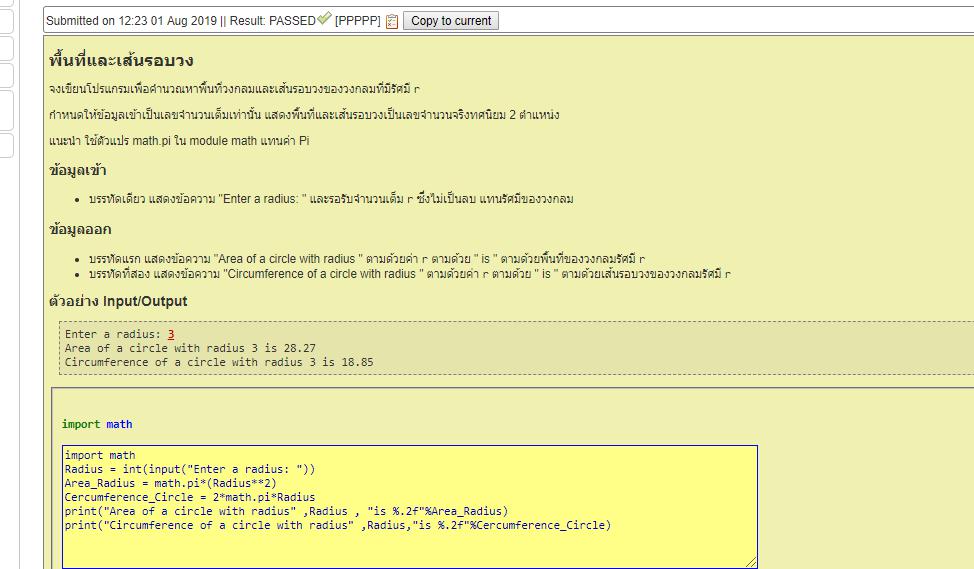 Submitted on 12:23 01 Aug 2019 || Result: PASSED [PPPPP] Copy to current
พื้นที่และเส้นรอบวง
จงเขียนโปรแกรมเพื่อคำนวณหาพื้นที่วงกลมและเส้นรอบวงของวงกลมที่มีรัศมี r
กำหนดให้ข้อมูลเข้าเป็นเลขจำนวนเต็มเท่านั้น แสดงพื้นที่และเส้นรอบวงเป็นเลขจำนวนจริงทศนิยม 2 ตำแหน่ง
แนะนำ ใช้ตัวแปร math.pi ใน module math แทนค่า Pi
ข้อมูลเข้า
• บรรทัดเดียว แสดงข้อความ "Enter a radius: " และรอรับจำนวนเต็ม r ซึ่งไม่เป็นลบ แทนรัศมีของวงกลม
ข้อมูลออก
• บรรทัดแรก แสดงข้อความ "Area of a circle with radius " ตามด้วยค่า r ตามด้วย " is " ตามด้วยพื้นที่ของวงกลมรัศมี r
• บรรทัดที่สอง แสดงข้อความ "Circumference of a circle with radius " ตามด้วยค่า r ตามด้วย " is " ตามด้วยเส้นรอบวงของวงกลมรัศมี r
ตัวอย่าง Input/Output
Enter a radius: 3
Area of a circle with radius 3 is 28.27
Circumference of a circle with radius 3 is 18.85
import math
import math
Radius = int(input("Enter a radius: "))
Area_Radius = math.pi*(Radius**2)
Cercumference_Circle = 2*math.pi*Radius
print("Area of a circle with radius" ,Radius , "is %.2f"%Area_Radius)
print("Circumference of a circle with radius" ,Radius,"is %.2f"%Cercumference_Circle)